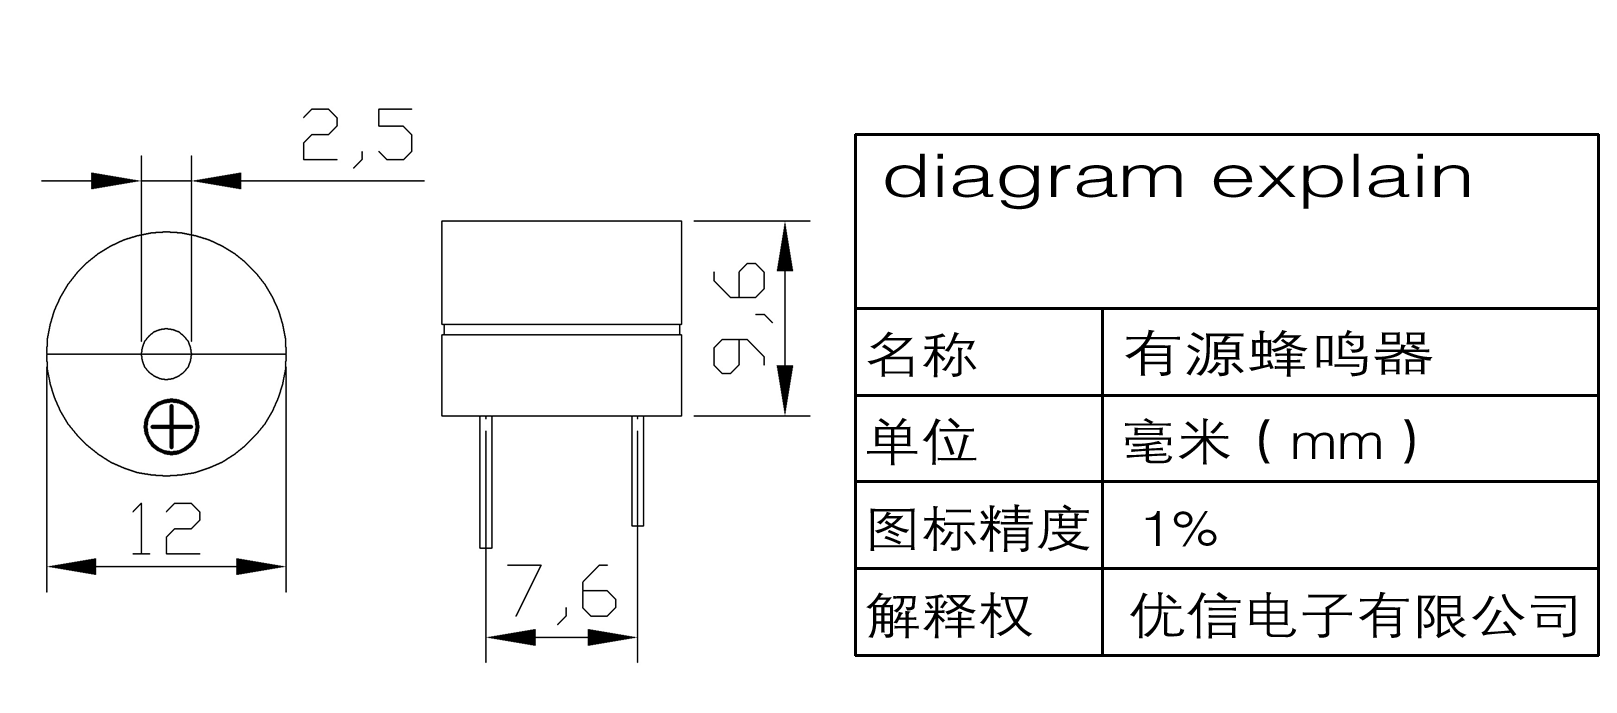 2,5
12
9,6
7,6
diagram explain
名称 有源蜂鸣器
单位 毫米(mm)
图标精度 1%
解释权 优信电子有限公司